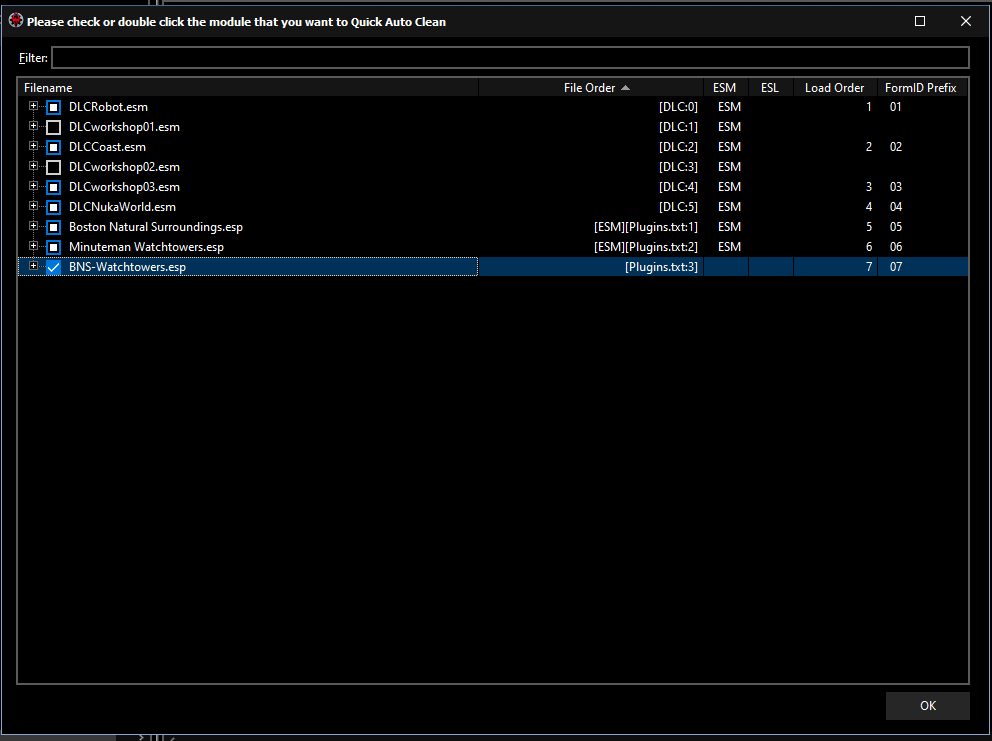 Please check or double click the module that you want to Quick Auto Clean
Filter:
Filename File Order ESM ESL Load Order FormID Prefix
DLCRobot.esm [DLC:0] ESM 1 01
DLCworkshop01.esm [DLC:1] ESM
DLCCoast.esm [DLC:2] ESM 2 02
DLCworkshop02.esm [DLC:3] ESM
DLCworkshop03.esm [DLC:4] ESM 3 03
DLCNukaWorld.esm [DLC:5] ESM 4 04
Boston Natural Surroundings.esp [ESM][Plugins.txt:1] ESM 5 05
Minuteman Watchtowers.esp [ESM][Plugins.txt:2] ESM 6 06
BNS-Watchtowers.esp [Plugins.txt:3] 7 07
OK